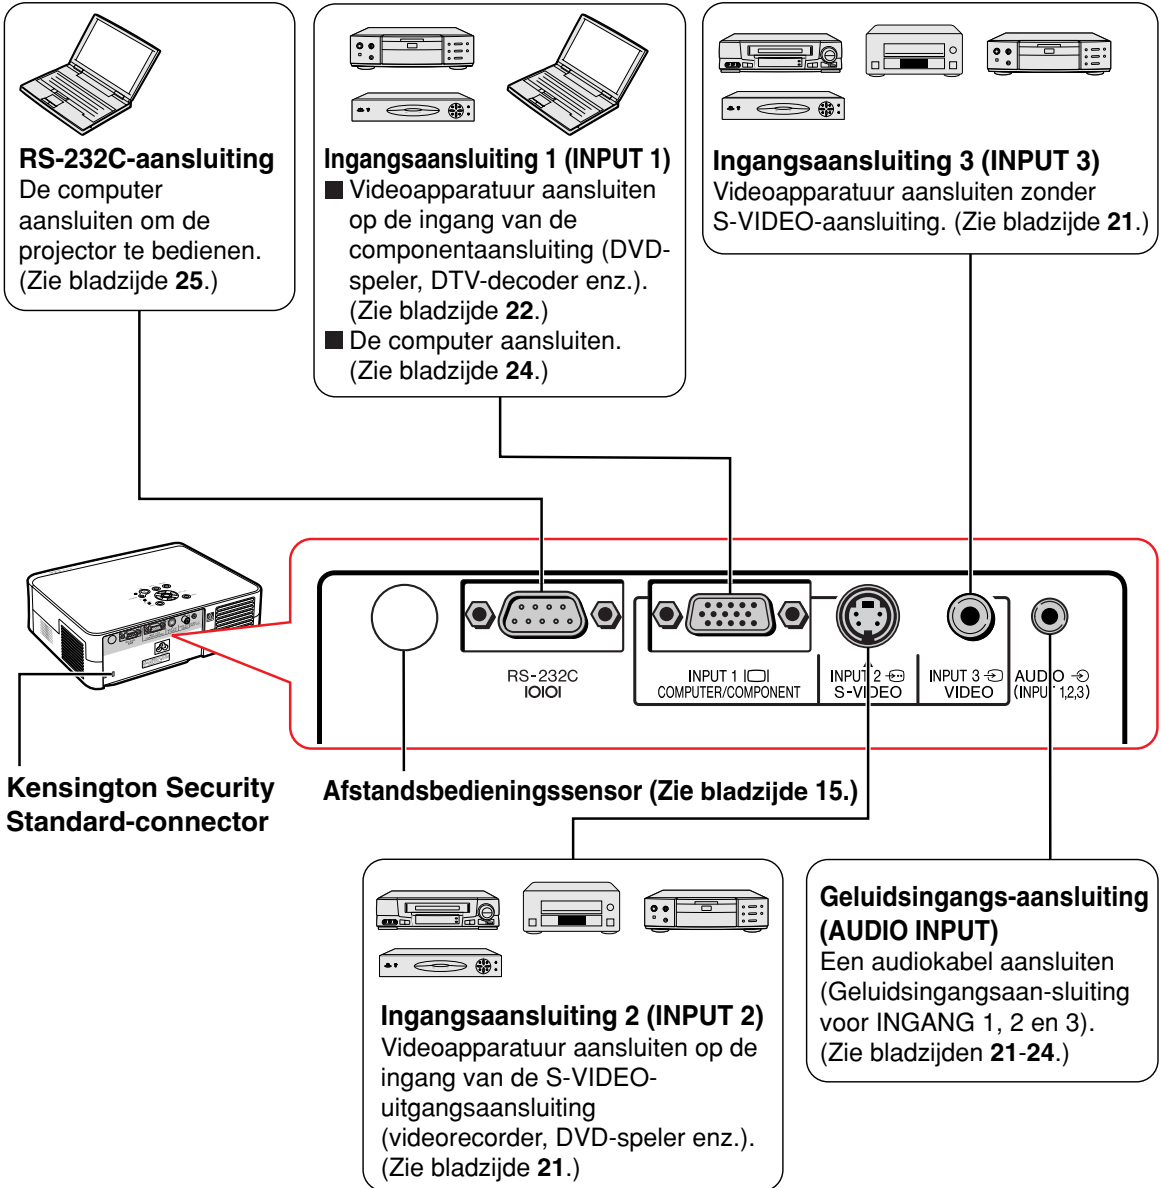 RS-232C-aansluiting
De computer
aansluiten om de
projector te bedienen.
(Zie bladzijde 25.)
Ingangsaansluiting 1 (INPUT 1)
■ Videoapparatuur aansluiten
op de ingang van de
componentaansluiting (DVD-
speler, DTV-decoder enz.).
(Zie bladzijde 22.)
■ De computer aansluiten.
(Zie bladzijde 24.)
Ingangsaansluiting 3 (INPUT 3)
Videoapparatuur aansluiten zonder
S-VIDEO-aansluiting. (Zie bladzijde 21.)
RS-232C
IOIOI
INPUT 1
COMPUTER/COMPONENT
INPUT 2
S-VIDEO
INPUT 3
VIDEO
AUDIO
(INPUT 1,2,3)
Kensington Security
Standard-connector
Afstandsbedieningssensor (Zie bladzijde 15.)
Ingangsaansluiting 2 (INPUT 2)
Videoapparatuur aansluiten op de
ingang van de S-VIDEO-
uitgangsaansluiting
(videorecorder, DVD-speler enz.).
(Zie bladzijde 21.)
Geluidsingangs-aansluiting
(AUDIO INPUT)
Een audiokabel aansluiten
(Geluidsingangsaan-sluiting
voor INGANG 1, 2 en 3).
(Zie bladzijden 21-24.)